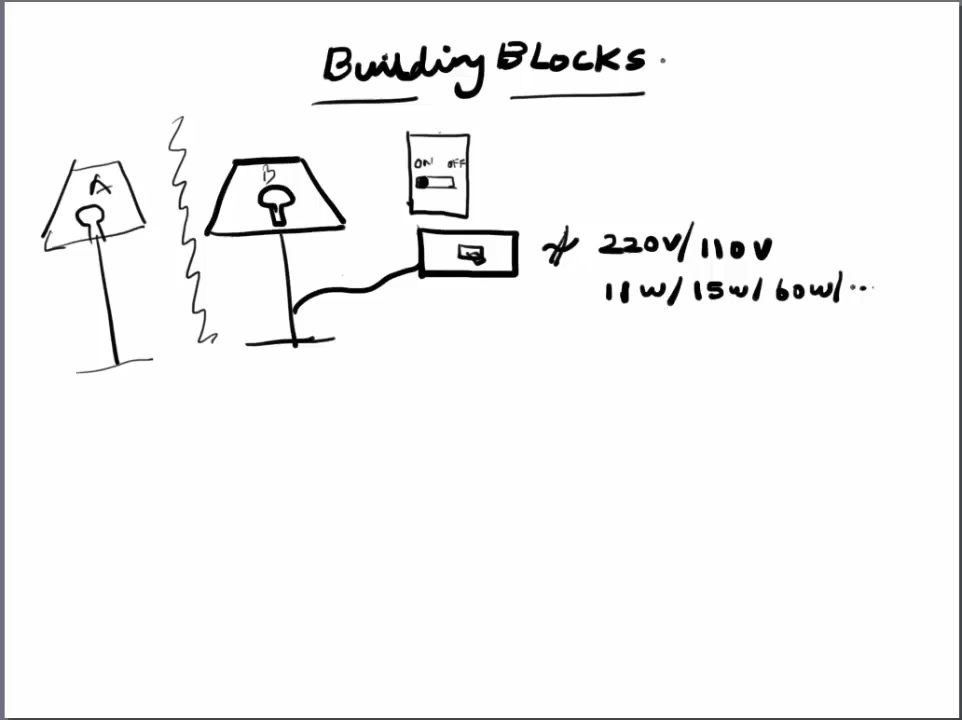 Building Blocks.
A
B
ON OFF
* 220V/110V
11W/15W/60W/...